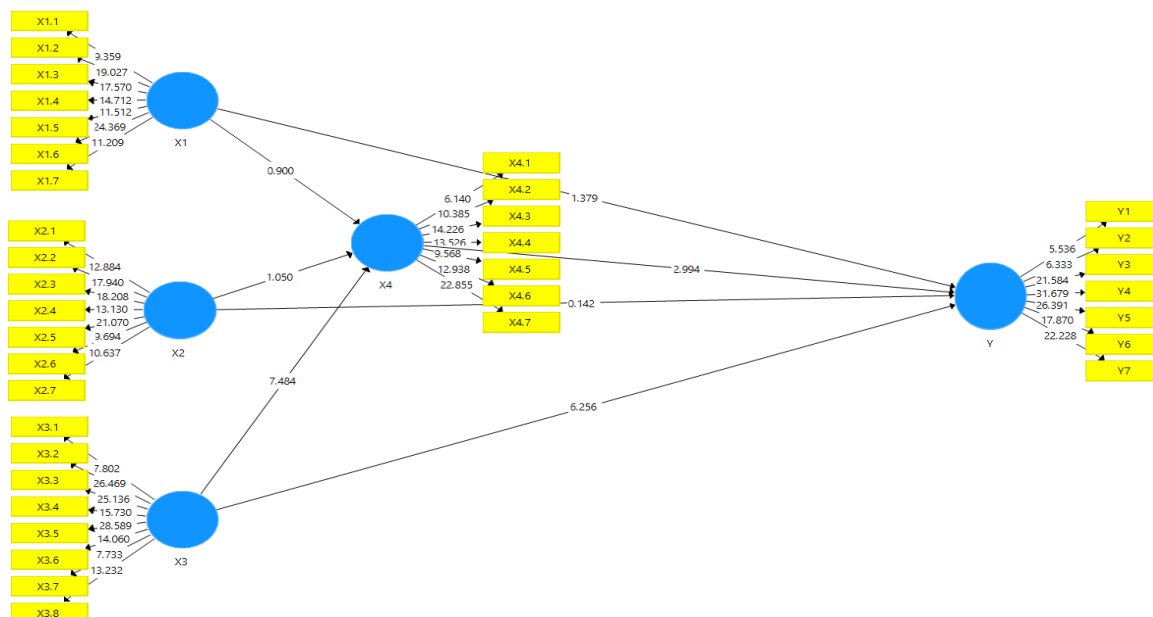 X1.1
X1.2
X1.3
X1.4
X1.5
X1.6
X1.7
9.359
19.027
17.570
14.712
11.512
24.369
11.209
X1
0.900
1.379
X2.1
X2.2
X2.3
X2.4
X2.5
X2.6
X2.7
12.884
17.940
18.208
13.130
21.070
9.694
10.637
X2
1.050
0.142
X3.1
X3.2
X3.3
X3.4
X3.5
X3.6
X3.7
X3.8
7.802
26.469
25.136
15.730
28.589
14.060
7.733
13.232
X3
7.484
6.256
X4
6.140
10.385
14.226
13.526
9.568
12.938
22.855
X4.1
X4.2
X4.3
X4.4
X4.5
X4.6
X4.7
2.994
Y
5.536
6.333
21.584
31.679
26.391
17.870
22.228
Y1
Y2
Y3
Y4
Y5
Y6
Y7